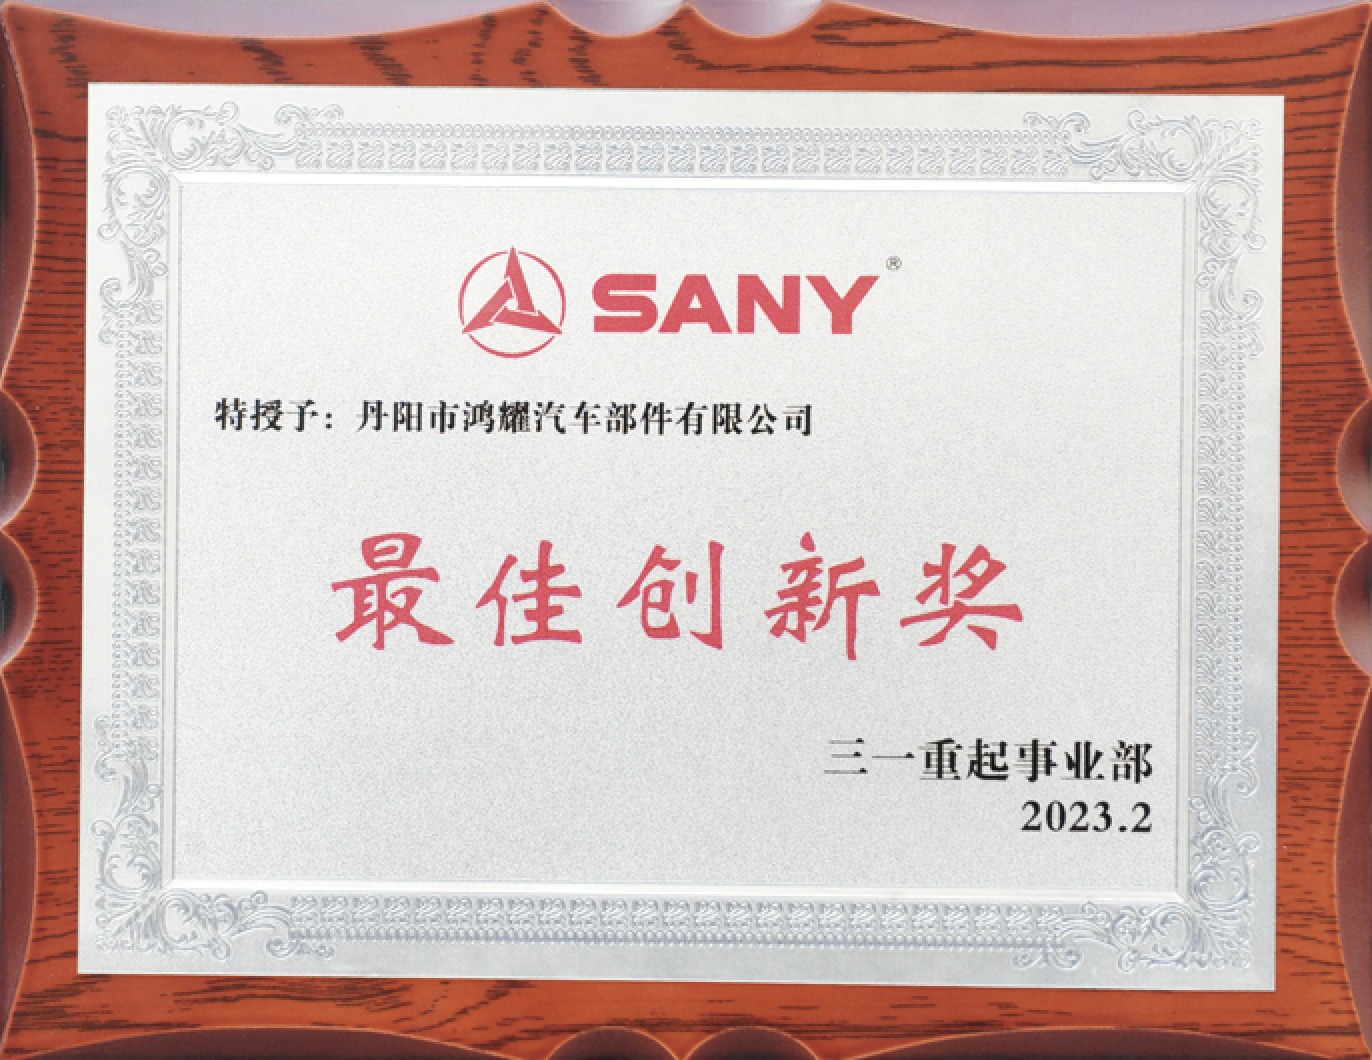 SANY®
特授予：丹阳市鸿耀汽车部件有限公司
最佳创新奖
三一重起事业部
2023.2